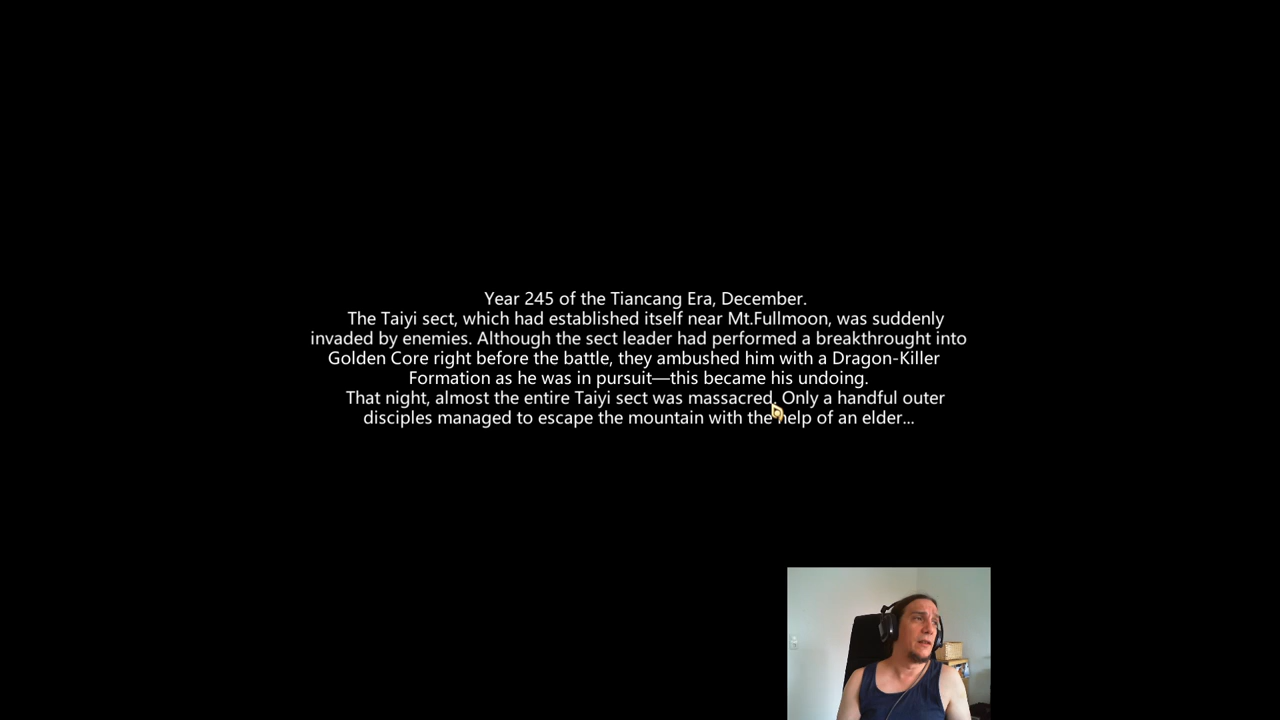 Year 245 of the Tiancang Era, December.
The Taiyi sect, which had established itself near Mt.Fullmoon, was suddenly
invaded by enemies. Although the sect leader had performed a breakthrought into
Golden Core right before the battle, they ambushed him with a Dragon-Killer
Formation as he was in pursuit—this became his undoing.
That night, almost the entire Taiyi sect was massacred. Only a handful outer
disciples managed to escape the mountain with the help of an elder...